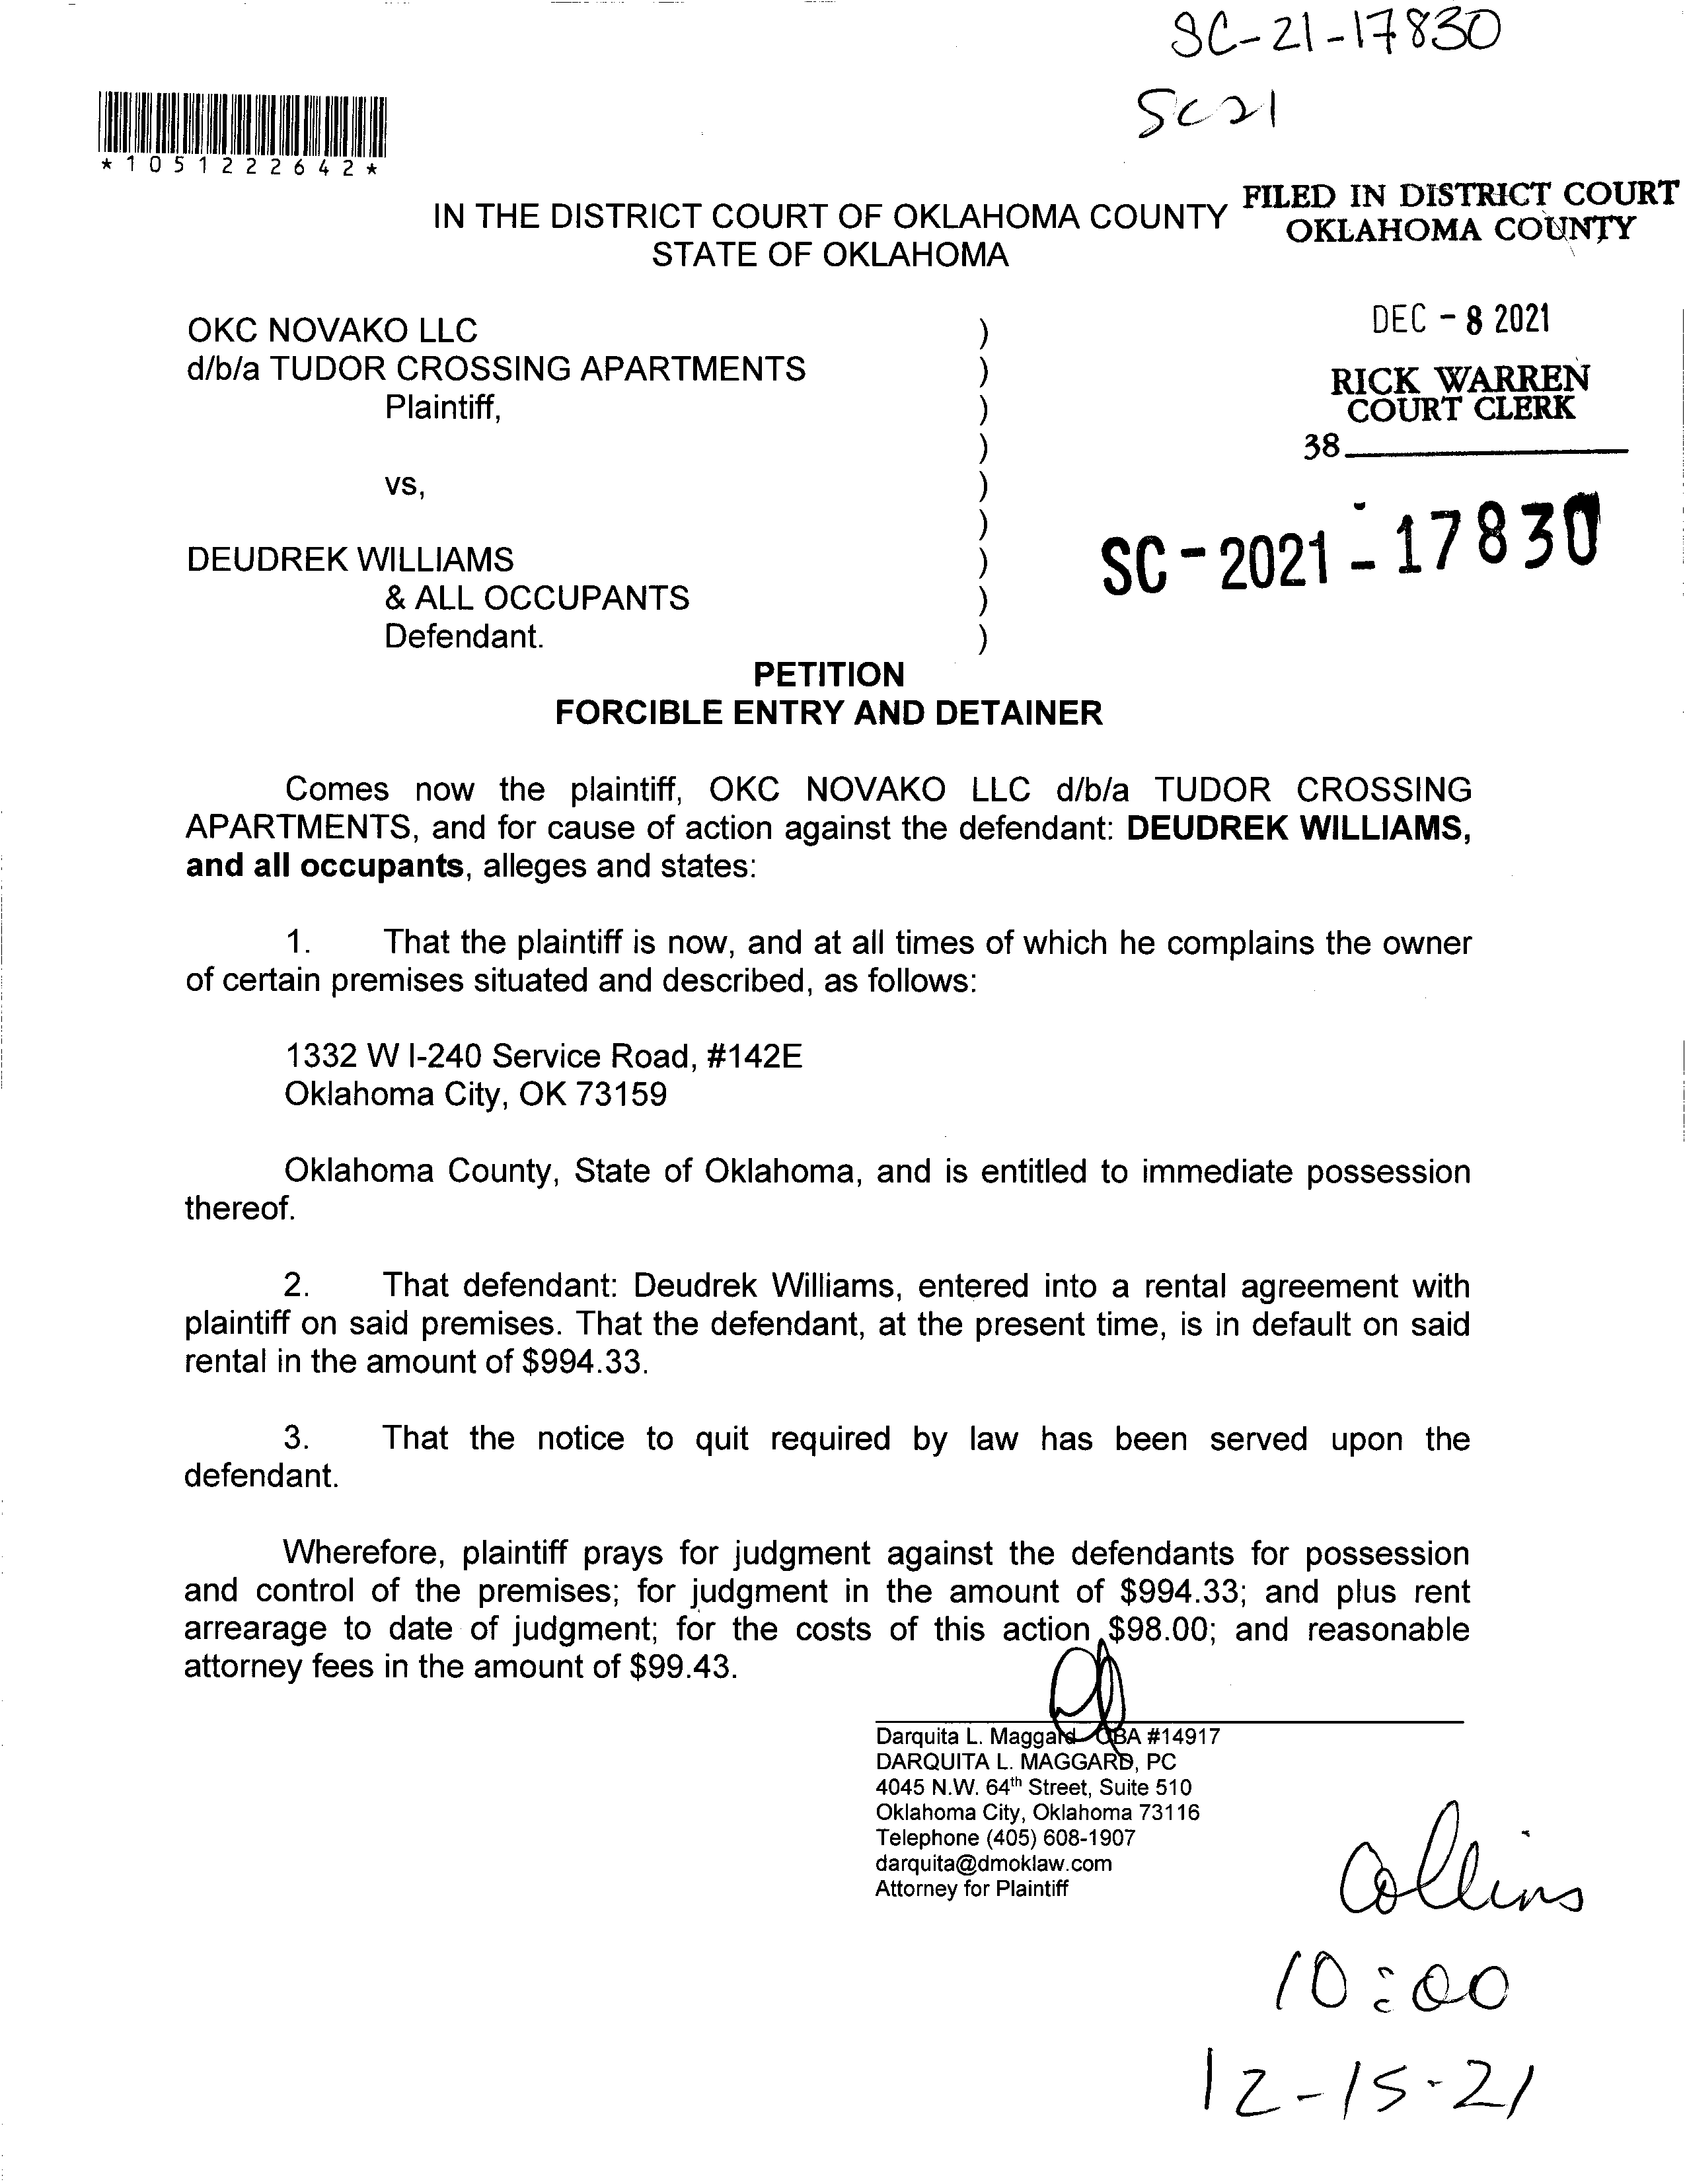 SC-21-17830
SC21
*1051222642*
FILED IN DISTRICT COURT
OKLAHOMA COUNTY
IN THE DISTRICT COURT OF OKLAHOMA COUNTY
STATE OF OKLAHOMA
OKC NOVAKO LLC )
d/b/a TUDOR CROSSING APARTMENTS )
Plaintiff, )
)
vs, )
)
DEUDREK WILLIAMS )
& ALL OCCUPANTS )
Defendant. )
DEC - 8 2021
RICK WARREN
COURT CLERK
38
SC - 2021 - 17830
PETITION
FORCIBLE ENTRY AND DETAINER
Comes now the plaintiff, OKC NOVAKO LLC d/b/a TUDOR CROSSING
APARTMENTS, and for cause of action against the defendant: DEUDREK WILLIAMS,
and all occupants, alleges and states:
1. That the plaintiff is now, and at all times of which he complains the owner
of certain premises situated and described, as follows:
1332 W I-240 Service Road, #142E
Oklahoma City, OK 73159
Oklahoma County, State of Oklahoma, and is entitled to immediate possession
thereof.
2. That defendant: Deudrek Williams, entered into a rental agreement with
plaintiff on said premises. That the defendant, at the present time, is in default on said
rental in the amount of $994.33.
3. That the notice to quit required by law has been served upon the
defendant.
Wherefore, plaintiff prays for judgment against the defendants for possession
and control of the premises; for judgment in the amount of $994.33; and plus rent
arrearage to date of judgment; for the costs of this action $98.00; and reasonable
attorney fees in the amount of $99.43.
Darquita L. Maggard OBA #14917
DARQUITA L. MAGGARD, PC
4045 N.W. 64th Street, Suite 510
Oklahoma City, Oklahoma 73116
Telephone (405) 608-1907
darquita@dmoklaw.com
Attorney for Plaintiff
Collins
10:00
12-15-21